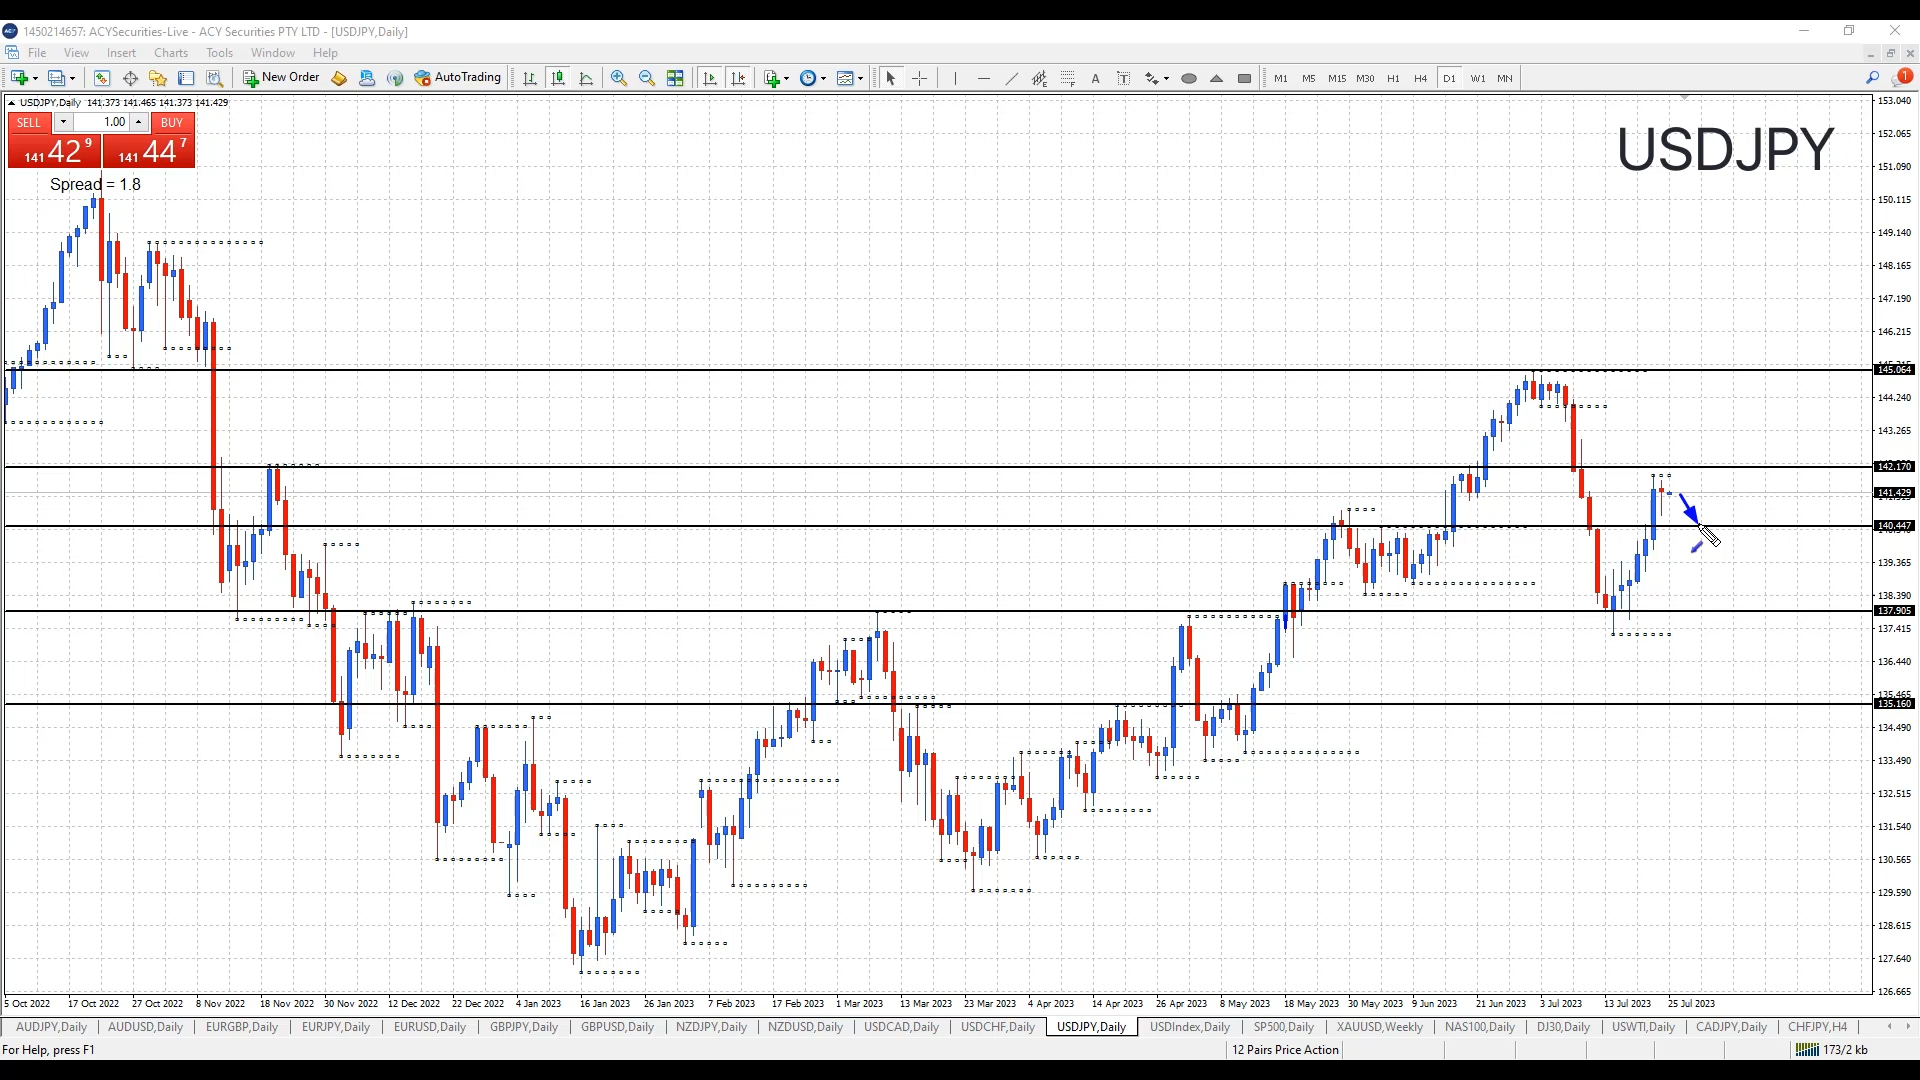 1450214657: ACYSecurities-Live - ACY Securities PTY LTD - [USDJPY,Daily]
File View Insert Charts Tools Window Help
New Order AutoTrading A T M1 M5 M15 M30 H1 H4 D1 W1 MN 1
USDJPY,Daily 141.373 141.465 141.373 141.429
SELL 1.00 BUY
141 42 9 141 44 7
Spread = 1.8
USDJPY
153.040
152.065
151.090
150.115
149.140
148.165
147.190
146.215
145.064
144.240
143.265
142.170
141.429
140.447
139.365
138.390
137.905
137.415
136.440
135.465
135.160
134.490
133.490
132.515
131.540
130.565
129.590
128.615
127.640
126.665
5 Oct 2022 17 Oct 2022 27 Oct 2022 8 Nov 2022 18 Nov 2022 30 Nov 2022 12 Dec 2022 22 Dec 2022 4 Jan 2023 16 Jan 2023 26 Jan 2023 7 Feb 2023 17 Feb 2023 1 Mar 2023 13 Mar 2023 23 Mar 2023 4 Apr 2023 14 Apr 2023 26 Apr 2023 8 May 2023 18 May 2023 30 May 2023 9 Jun 2023 21 Jun 2023 3 Jul 2023 13 Jul 2023 25 Jul 2023
AUDJPY,Daily AUDUSD,Daily EURGBP,Daily EURJPY,Daily EURUSD,Daily GBPJPY,Daily GBPUSD,Daily NZDJPY,Daily NZDUSD,Daily USDCAD,Daily USDCHF,Daily USDJPY,Daily USDIndex,Daily SP500,Daily XAUUSD,Weekly NAS100,Daily DJ30,Daily USWTI,Daily CADJPY,Daily CHFJPY,H4
For Help, press F1 12 Pairs Price Action 173/2 kb